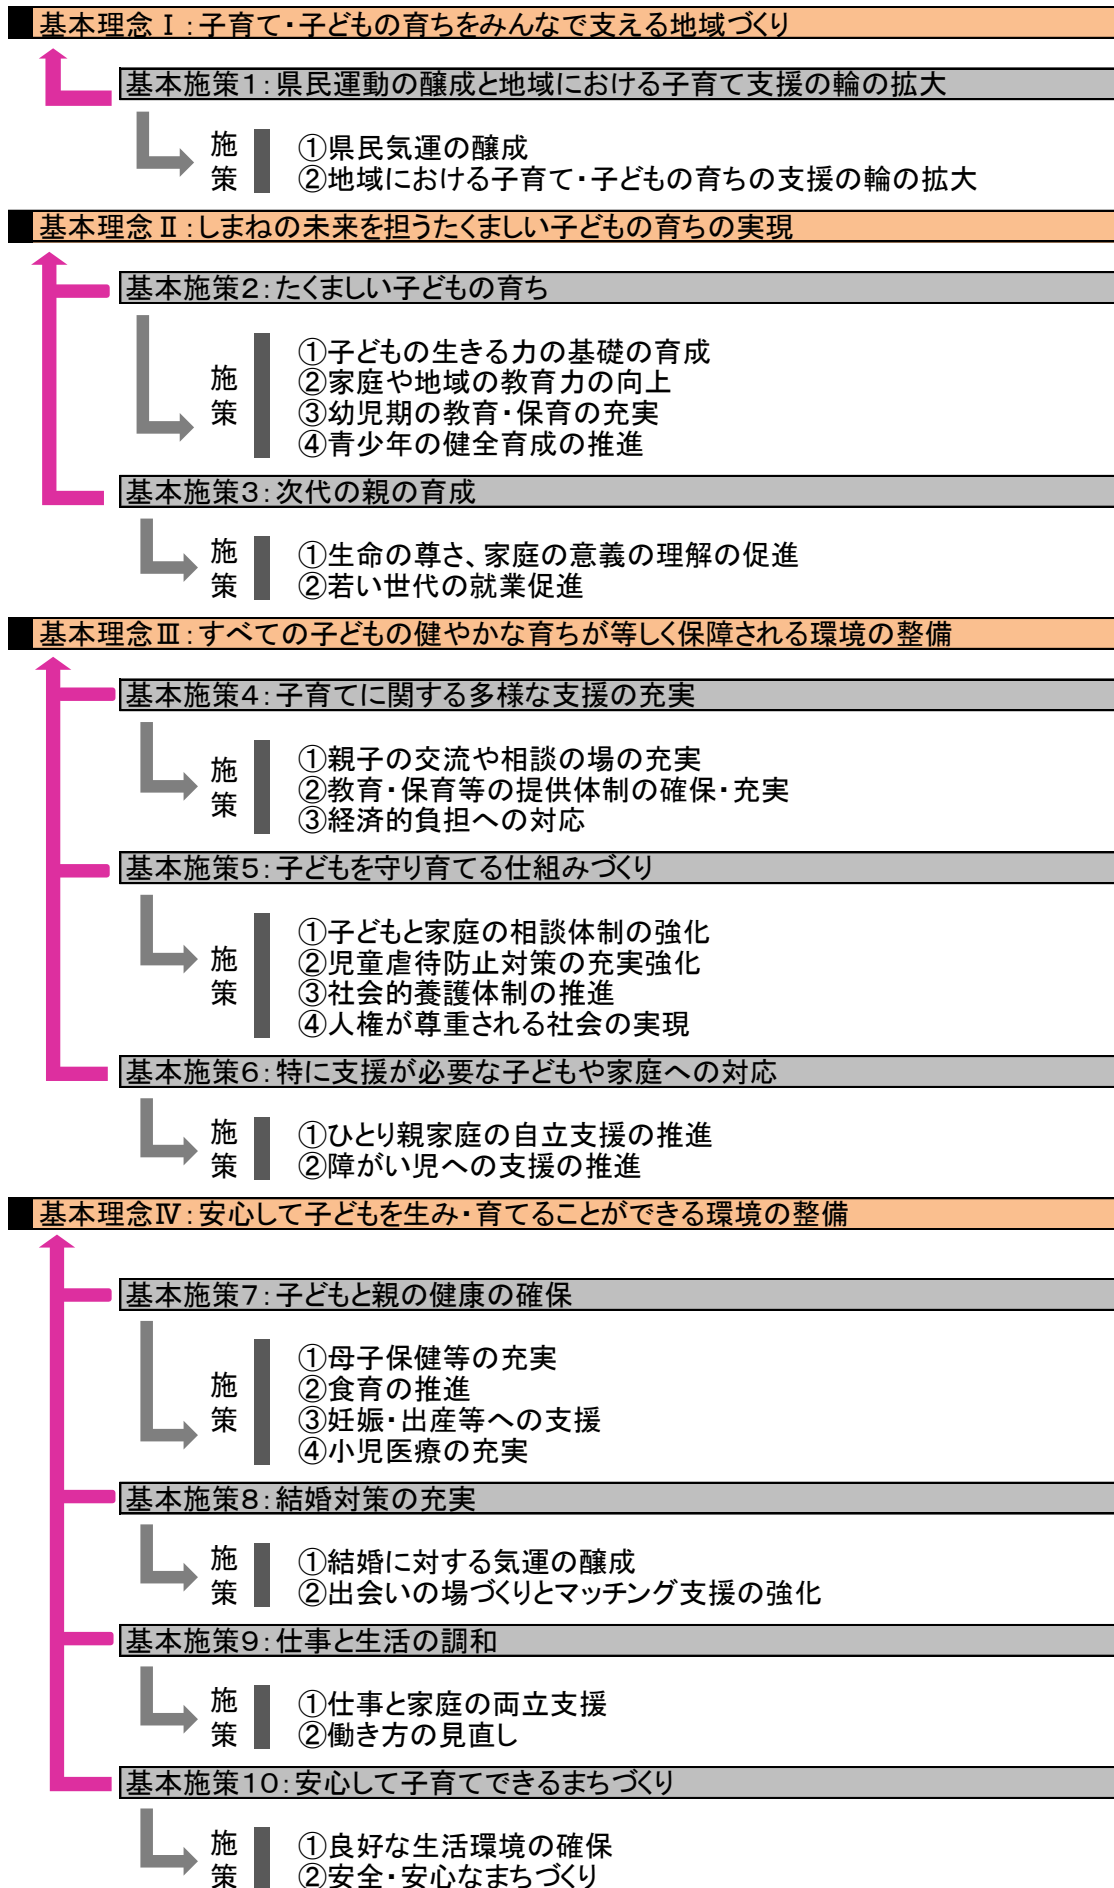 基本理念Ⅰ:子育て・子どもの育ちをみんなで支える地域づくり
基本施策1:県民運動の醸成と地域における子育て支援の輪の拡大
施策
①県民気運の醸成
②地域における子育て・子どもの育ちの支援の輪の拡大
基本理念Ⅱ:しまねの未来を担うたくましい子どもの育ちの実現
基本施策2:たくましい子どもの育ち
施策
①子どもの生きる力の基礎の育成
②家庭や地域の教育力の向上
③幼児期の教育・保育の充実
④青少年の健全育成の推進
基本施策3:次代の親の育成
施策
①生命の尊さ、家庭の意義の理解の促進
②若い世代の就業促進
基本理念Ⅲ:すべての子どもの健やかな育ちが等しく保障される環境の整備
基本施策4:子育てに関する多様な支援の充実
施策
①親子の交流や相談の場の充実
②教育・保育等の提供体制の確保・充実
③経済的負担への対応
基本施策5:子どもを守り育てる仕組みづくり
施策
①子どもと家庭の相談体制の強化
②児童虐待防止対策の充実強化
③社会的養護体制の推進
④人権が尊重される社会の実現
基本施策6:特に支援が必要な子どもや家庭への対応
施策
①ひとり親家庭の自立支援の推進
②障がい児への支援の推進
基本理念Ⅳ:安心して子どもを生み・育てることができる環境の整備
基本施策7:子どもと親の健康の確保
施策
①母子保健等の充実
②食育の推進
③妊娠・出産等への支援
④小児医療の充実
基本施策8:結婚対策の充実
施策
①結婚に対する気運の醸成
②出会いの場づくりとマッチング支援の強化
基本施策9:仕事と生活の調和
施策
①仕事と家庭の両立支援
②働き方の見直し
基本施策10:安心して子育てできるまちづくり
施策
①良好な生活環境の確保
②安全・安心なまちづくり